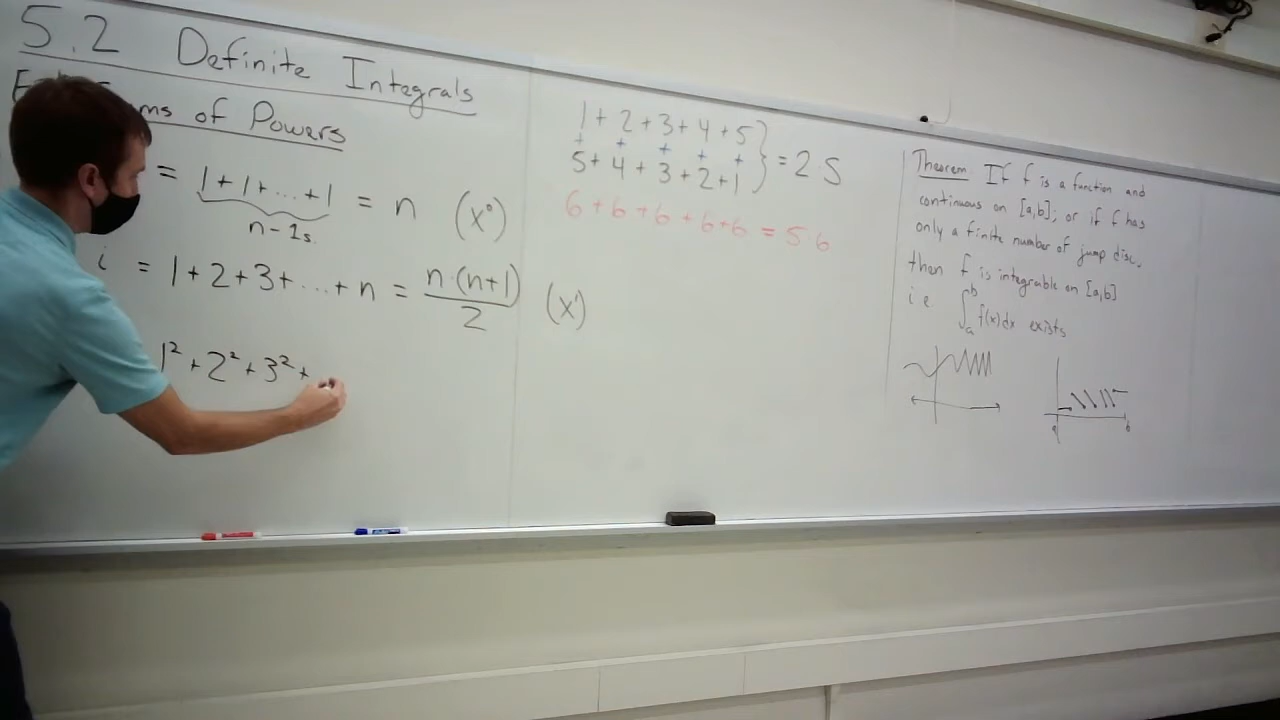 5.2 Definite Integrals
ms of Powers
= 1+1+...+1 = n (x⁰)
n-1s.
i = 1+2+3+...+n = n·(n+1)/2 (x¹)
1²+2²+3²+
1+2+3+4+5
+ + + + +
5+4+3+2+1 } = 2S
6+6+6+6+6 = 5 6
Theorem: If f is a function and
continuous on [a,b]; or if f has
only a finite number of jump disc.
then f is integrable on [a,b]
i.e. ∫_a^b f(x)dx exists
a b